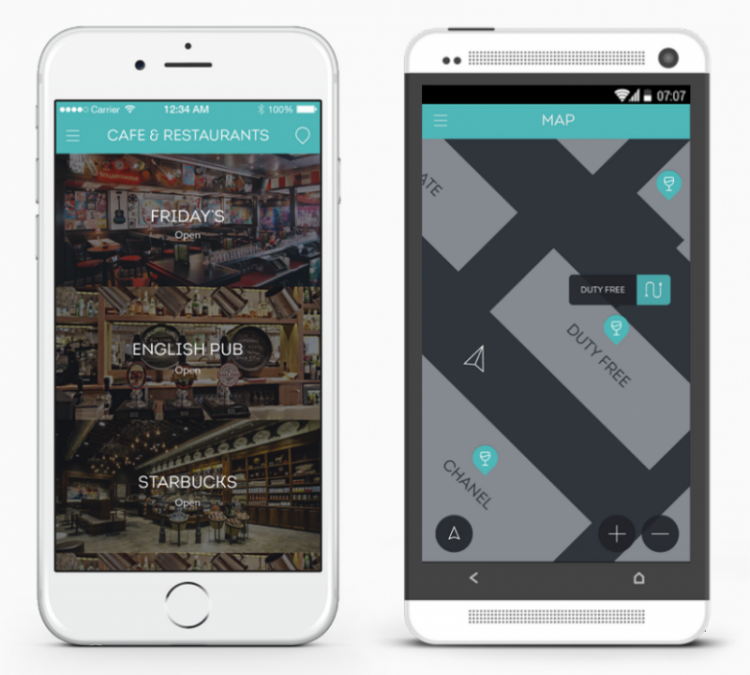 Carrier 12:34 AM 100%
CAFE & RESTAURANTS
FRIDAY'S
Open
ENGLISH PUB
Open
STARBUCKS
Open
07:07
MAP
ATE
DUTY FREE
DUTY FREE
CHANEL